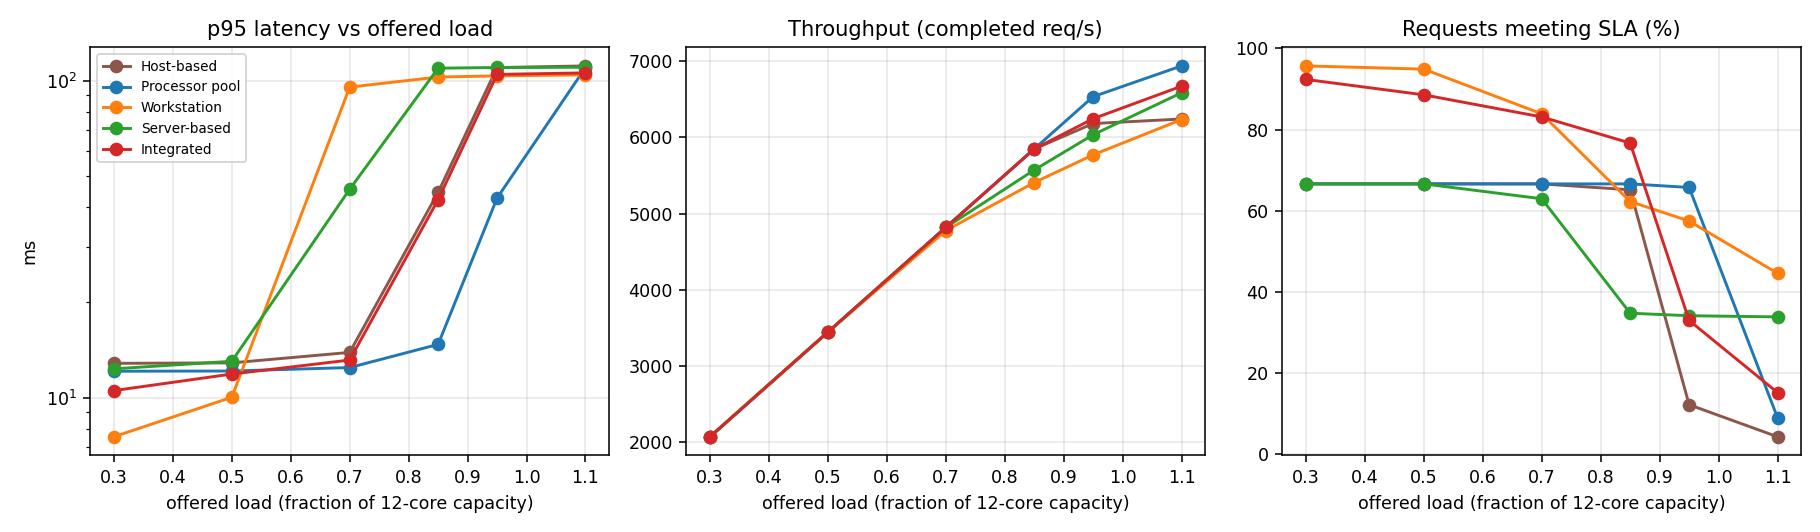 p95 latency vs offered load
ms
10²
10¹
Host-based
Processor pool
Workstation
Server-based
Integrated
0.3 0.4 0.5 0.6 0.7 0.8 0.9 1.0 1.1
offered load (fraction of 12-core capacity)
Throughput (completed req/s)
7000
6000
5000
4000
3000
2000
0.3 0.4 0.5 0.6 0.7 0.8 0.9 1.0 1.1
offered load (fraction of 12-core capacity)
Requests meeting SLA (%)
100
80
60
40
20
0
0.3 0.4 0.5 0.6 0.7 0.8 0.9 1.0 1.1
offered load (fraction of 12-core capacity)